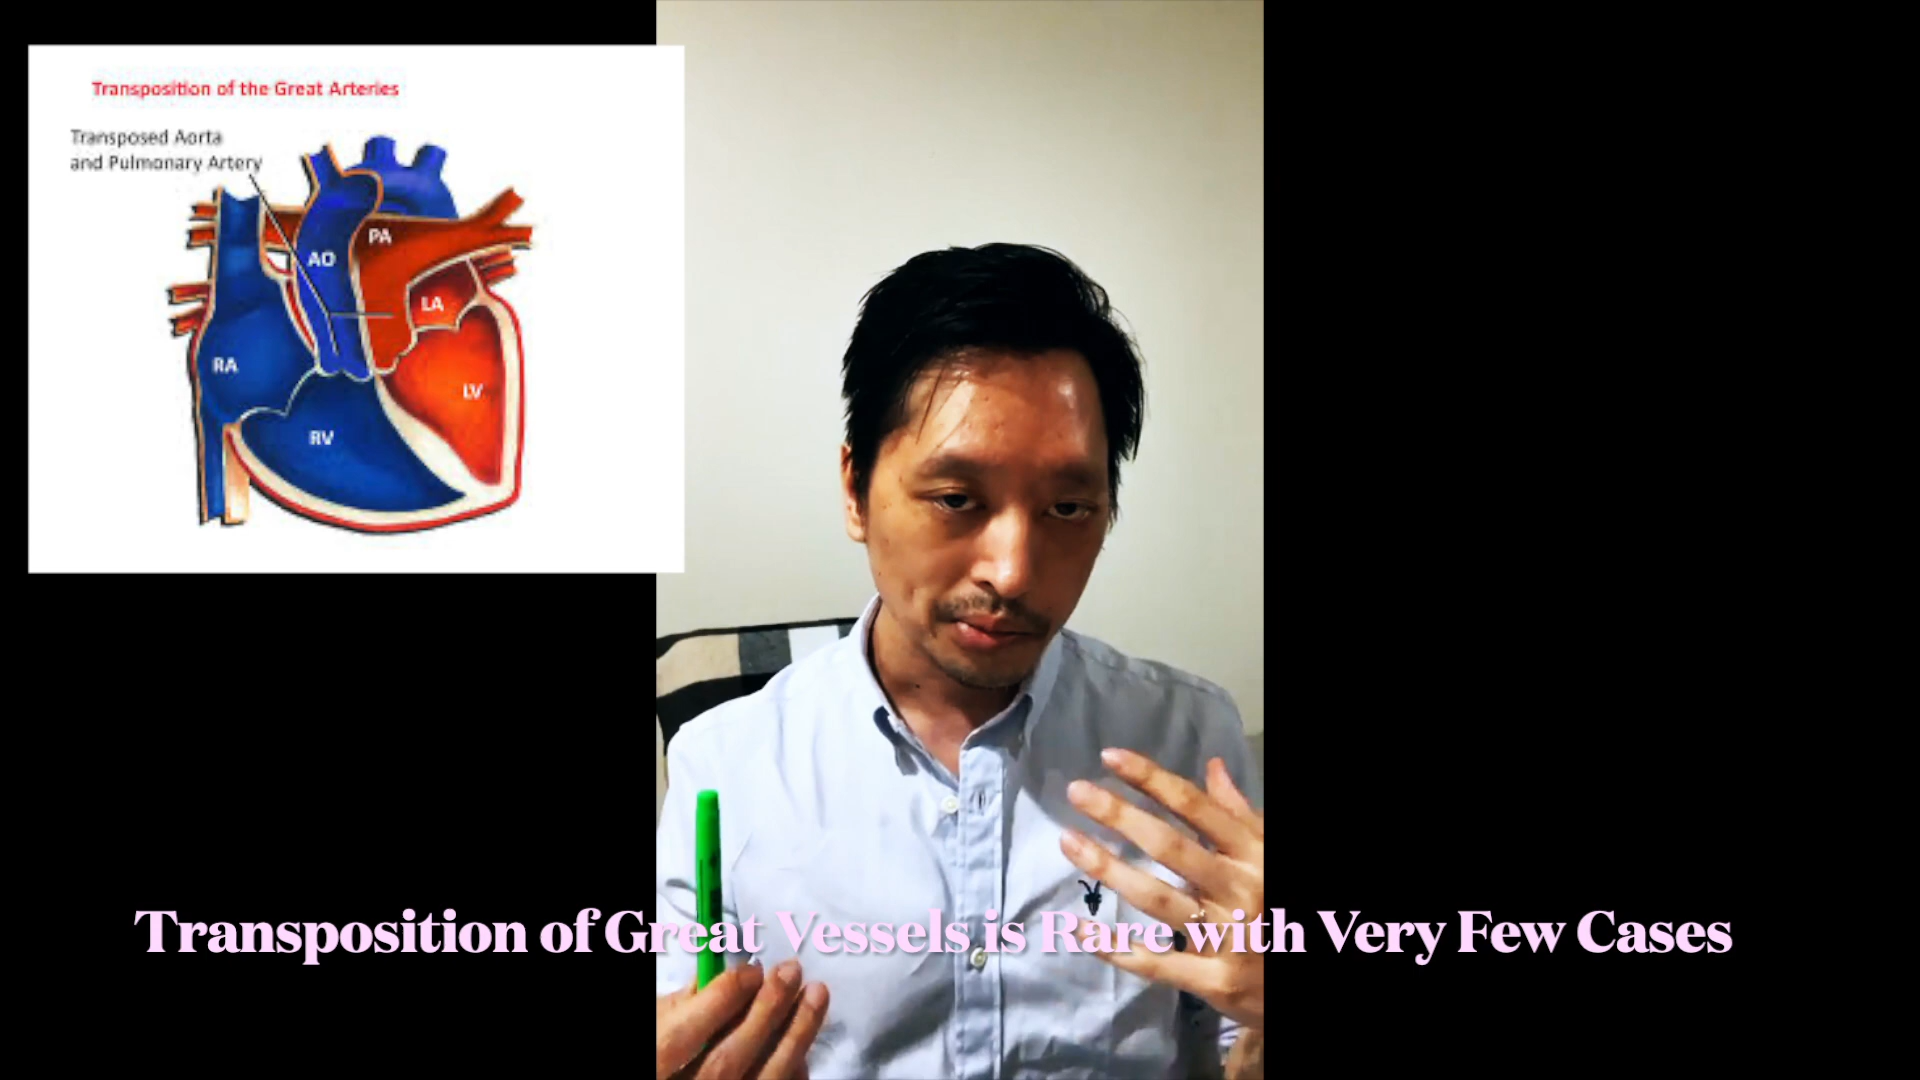 Transposition of the Great Arteries
Transposed Aorta
and Pulmonary Artery
PA
AO
LA
RA
LV
RV
Transposition of Great Vessels is Rare with Very Few Cases